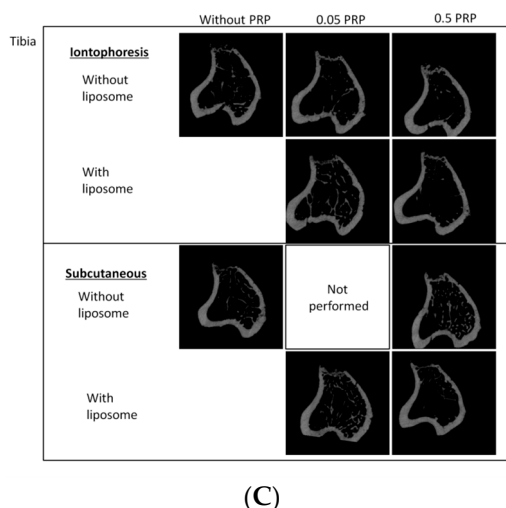 Without PRP 0.05 PRP 0.5 PRP
Tibia
Iontophoresis
Without
liposome
With
liposome
Subcutaneous
Without
liposome
Not
performed
With
liposome
(C)